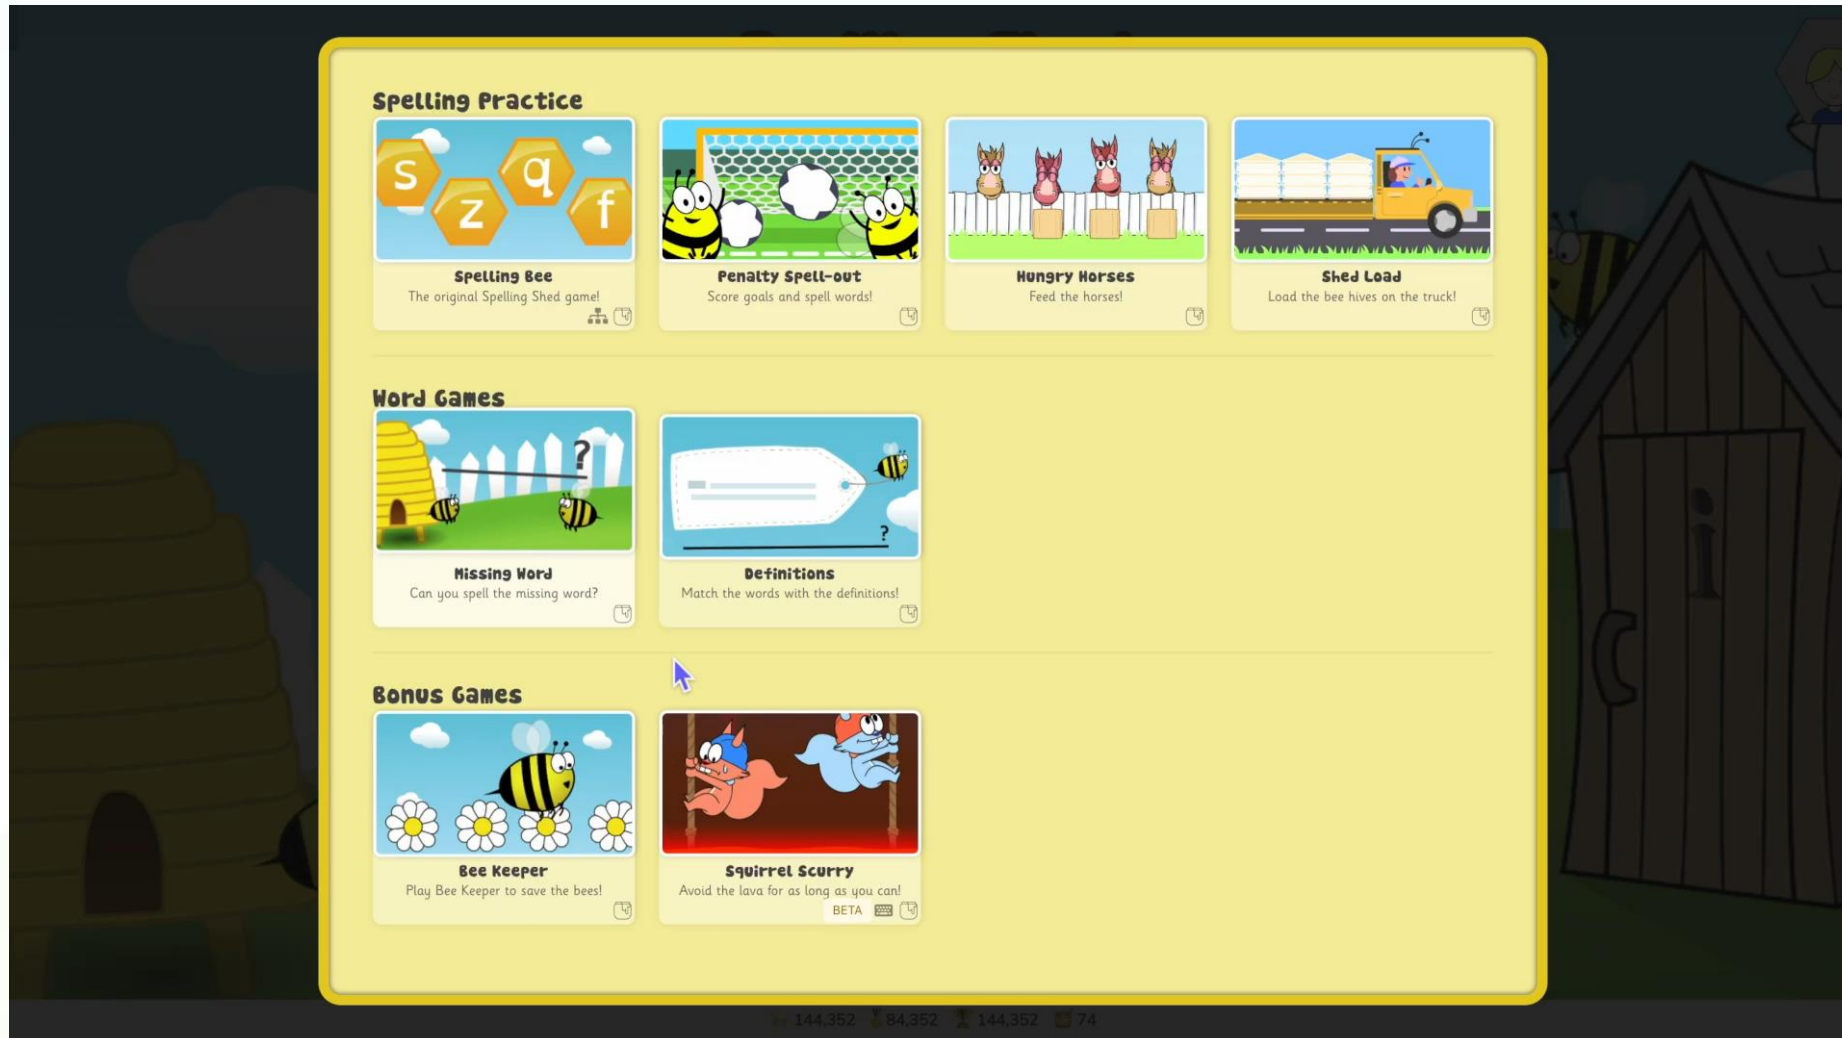 Spelling Practice
s z q f
Spelling Bee
The original Spelling Shed game!
Penalty Spell-out
Score goals and spell words!
Hungry Horses
Feed the horses!
Shed Load
Load the bee hives on the truck!
Word Games
?
Missing Word
Can you spell the missing word?
?
Definitions
Match the words with the definitions!
Bonus Games
Bee Keeper
Play Bee Keeper to save the bees!
Squirrel Scurry
Avoid the lava for as long as you can!
BETA
i
144,352 84,352 144,352 74